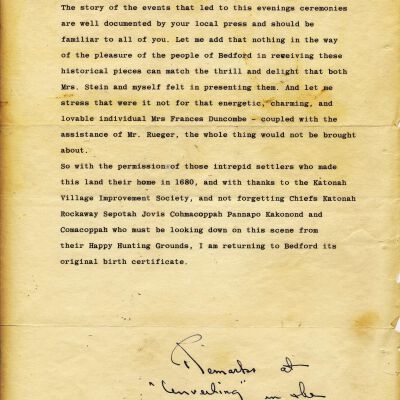 The story of the events that led to this evenings ceremonies
are well documented by your local press and should be
familiar to all of you. Let me add that nothing in the way
of the pleasure of the people of Bedford in receiving these
historical pieces can match the thrill and delight that both
Mrs. Stein and myself felt in presenting them. And let me
stress that were it not for that energetic, charming, and
lovable individual Mrs Frances Duncombe - coupled with the
assistance of Mr. Rueger, the whole thing would not be brought
about.
So with the permission of those intrepid settlers who made
this land their home in 1680, and with thanks to the Katonah
Village Improvement Society, and not forgetting Chiefs Katonah
Rockaway Sepotah Jovis Cohmacoppah Pannapo Kakonond and
Comacoppah who must be looking down on this scene from
their Happy Hunting Grounds, I am returning to Bedford its
original birth certificate.
Remarks at
"Unveiling" in the